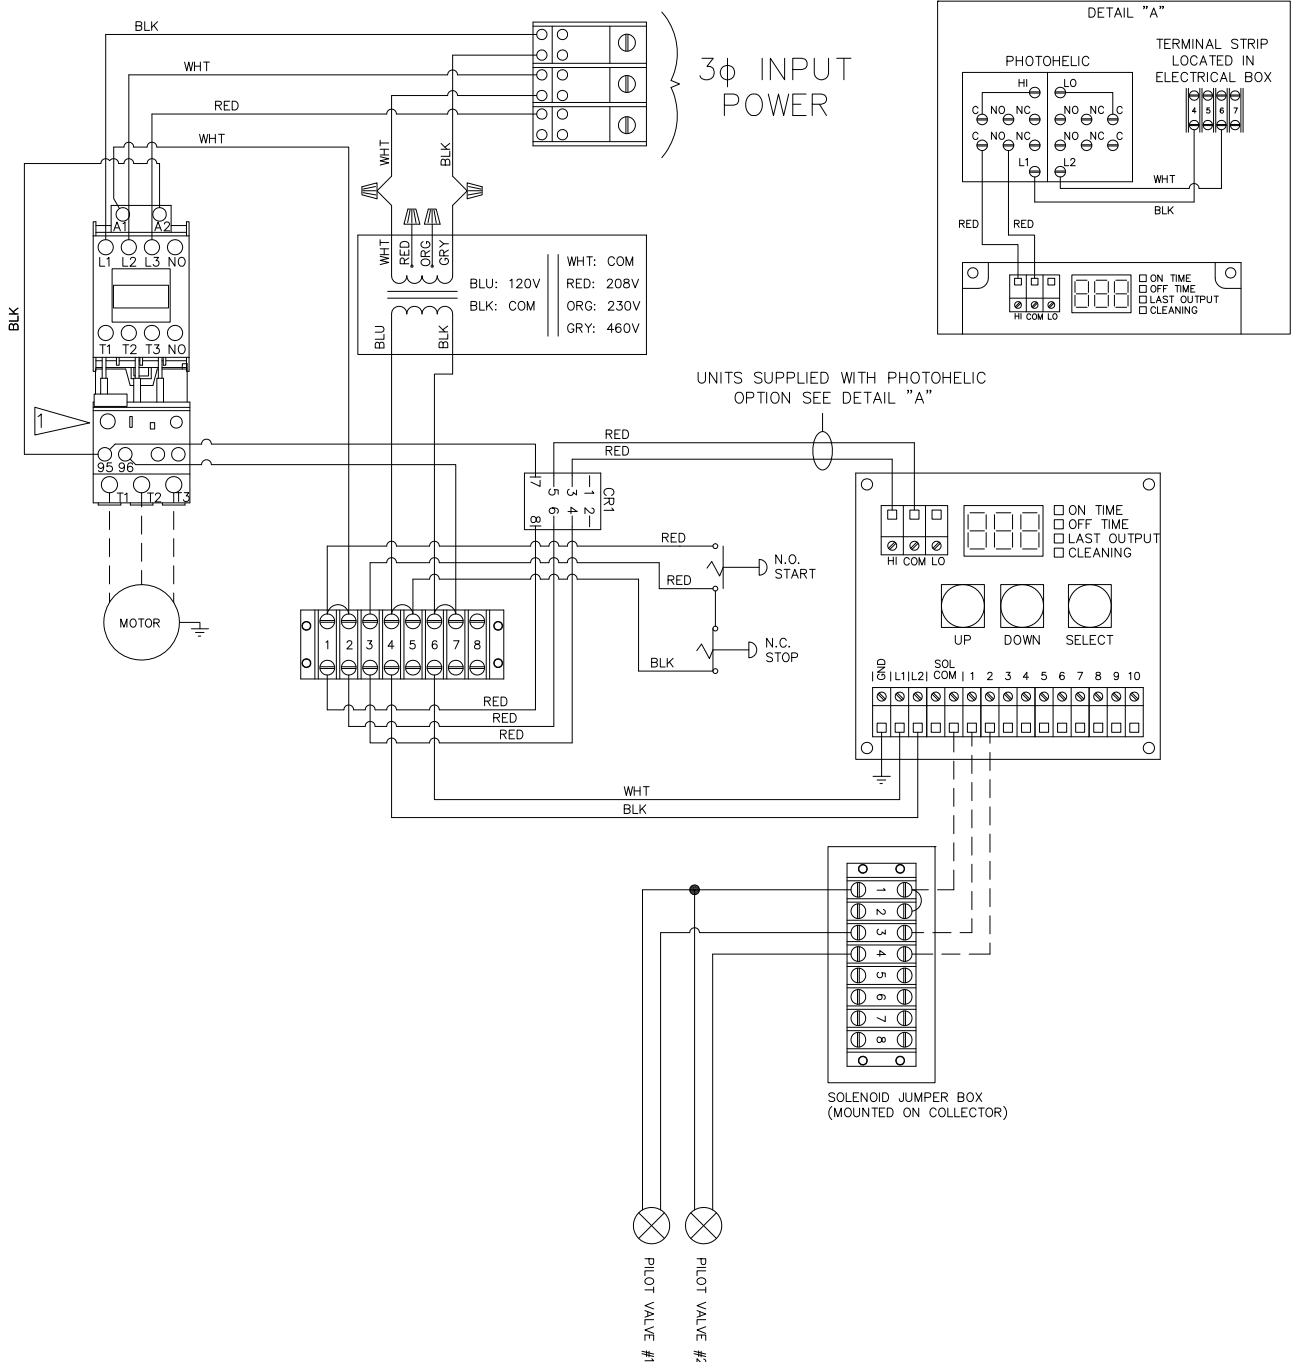 BLK
WHT
RED
WHT
3ϕ INPUT
POWER
WHT
BLK
DETAIL "A"
TERMINAL STRIP
LOCATED IN
ELECTRICAL BOX
PHOTOHELIC
HI LO
C NO NC NO NC C
C NO NC NO NC C
L1 L2
4 5 6 7
WHT
BLK
RED RED
HI COM LO
ON TIME
OFF TIME
LAST OUTPUT
CLEANING
A1 A2
L1 L2 L3 NO
T1 T2 T3 NO
BLK
1
95 96
T1 T2 T3
MOTOR
WHT RED ORG GRY
BLU: 120V
BLK: COM
WHT: COM
RED: 208V
ORG: 230V
GRY: 460V
BLU BLK
UNITS SUPPLIED WITH PHOTOHELIC
OPTION SEE DETAIL "A"
RED
RED
7 5 3 1
8 6 4 2
CR1
RED
N.O.
START
RED
N.C.
STOP
BLK
1 2 3 4 5 6 7 8
RED
RED
RED
WHT
BLK
HI COM LO
ON TIME
OFF TIME
LAST OUTPUT
CLEANING
UP DOWN SELECT
GND L1 L2 SOL
COM 1 2 3 4 5 6 7 8 9 10
1
2
3
4
5
6
7
8
SOLENOID JUMPER BOX
(MOUNTED ON COLLECTOR)
PILOT VALVE #1
PILOT VALVE #2